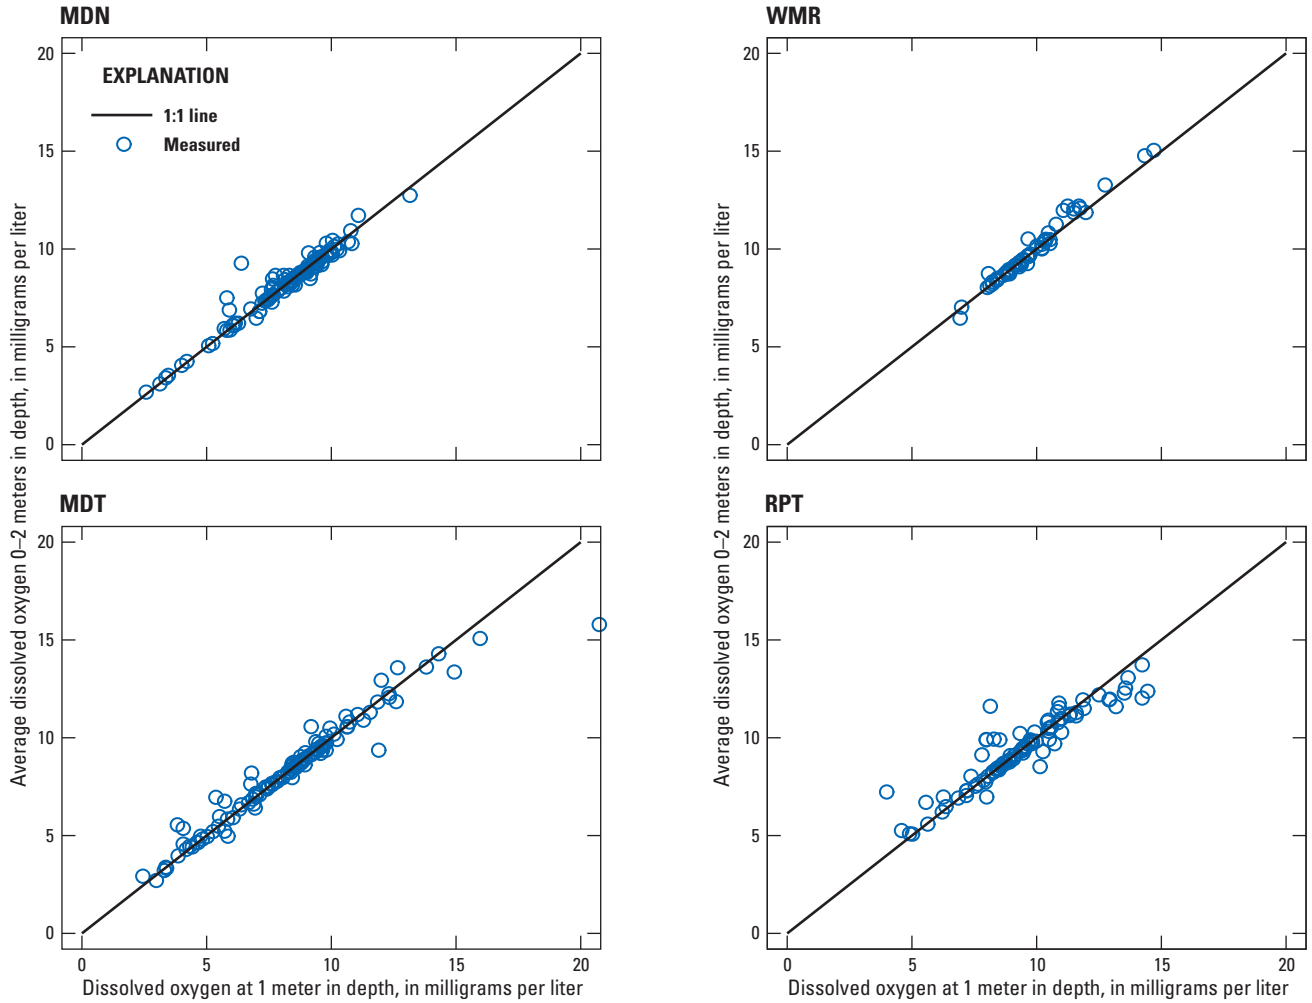 MDN
20
15
10
5
0
EXPLANATION
1:1 line
Measured
WMR
20
15
10
5
0
Average dissolved oxygen 0–2 meters in depth, in milligrams per liter
Average dissolved oxygen 0–2 meters in depth, in milligrams per liter
MDT
20
15
10
5
0
0 5 10 15 20
Dissolved oxygen at 1 meter in depth, in milligrams per liter
RPT
20
15
10
5
0
0 5 10 15 20
Dissolved oxygen at 1 meter in depth, in milligrams per liter